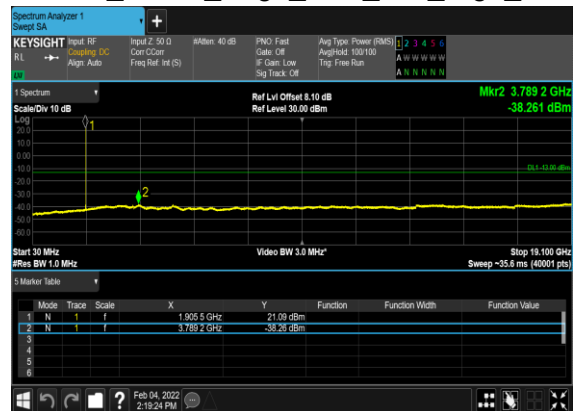 Spectrum Analyzer 1
Swept SA
KEYSIGHT
RL
LW
Input: RF
Coupling: DC
Align: Auto
Input Z: 50 Ω
Corr CCorr
Freq Ref: Int (S)
#Atten: 40 dB
PNO: Fast
Gate: Off
IF Gain: Low
Sig Track: Off
Avg Type: Power (RMS)
Avg|Hold: 100/100
Trig: Free Run
1 2 3 4 5 6
A W W W W W
A N N N N N
1 Spectrum
Scale/Div 10 dB
Ref Lvl Offset 8.10 dB
Ref Level 30.00 dBm
Mkr2 3.789 2 GHz
-38.261 dBm
Log
20.0
10.0
0.00
-10.0
-20.0
-30.0
-40.0
-50.0
-60.0
1
2
DL1 -13.00 dBm
Start 30 MHz
#Res BW 1.0 MHz
Video BW 3.0 MHz*
Stop 19.100 GHz
Sweep ~35.6 ms (40001 pts)
5 Marker Table
Mode Trace Scale X Y Function Function Width Function Value
1 N 1 f 1.905 5 GHz 21.09 dBm
2 N 1 f 3.789 2 GHz -38.26 dBm
3
4
5
6
?
Feb 04, 2022
2:19:24 PM